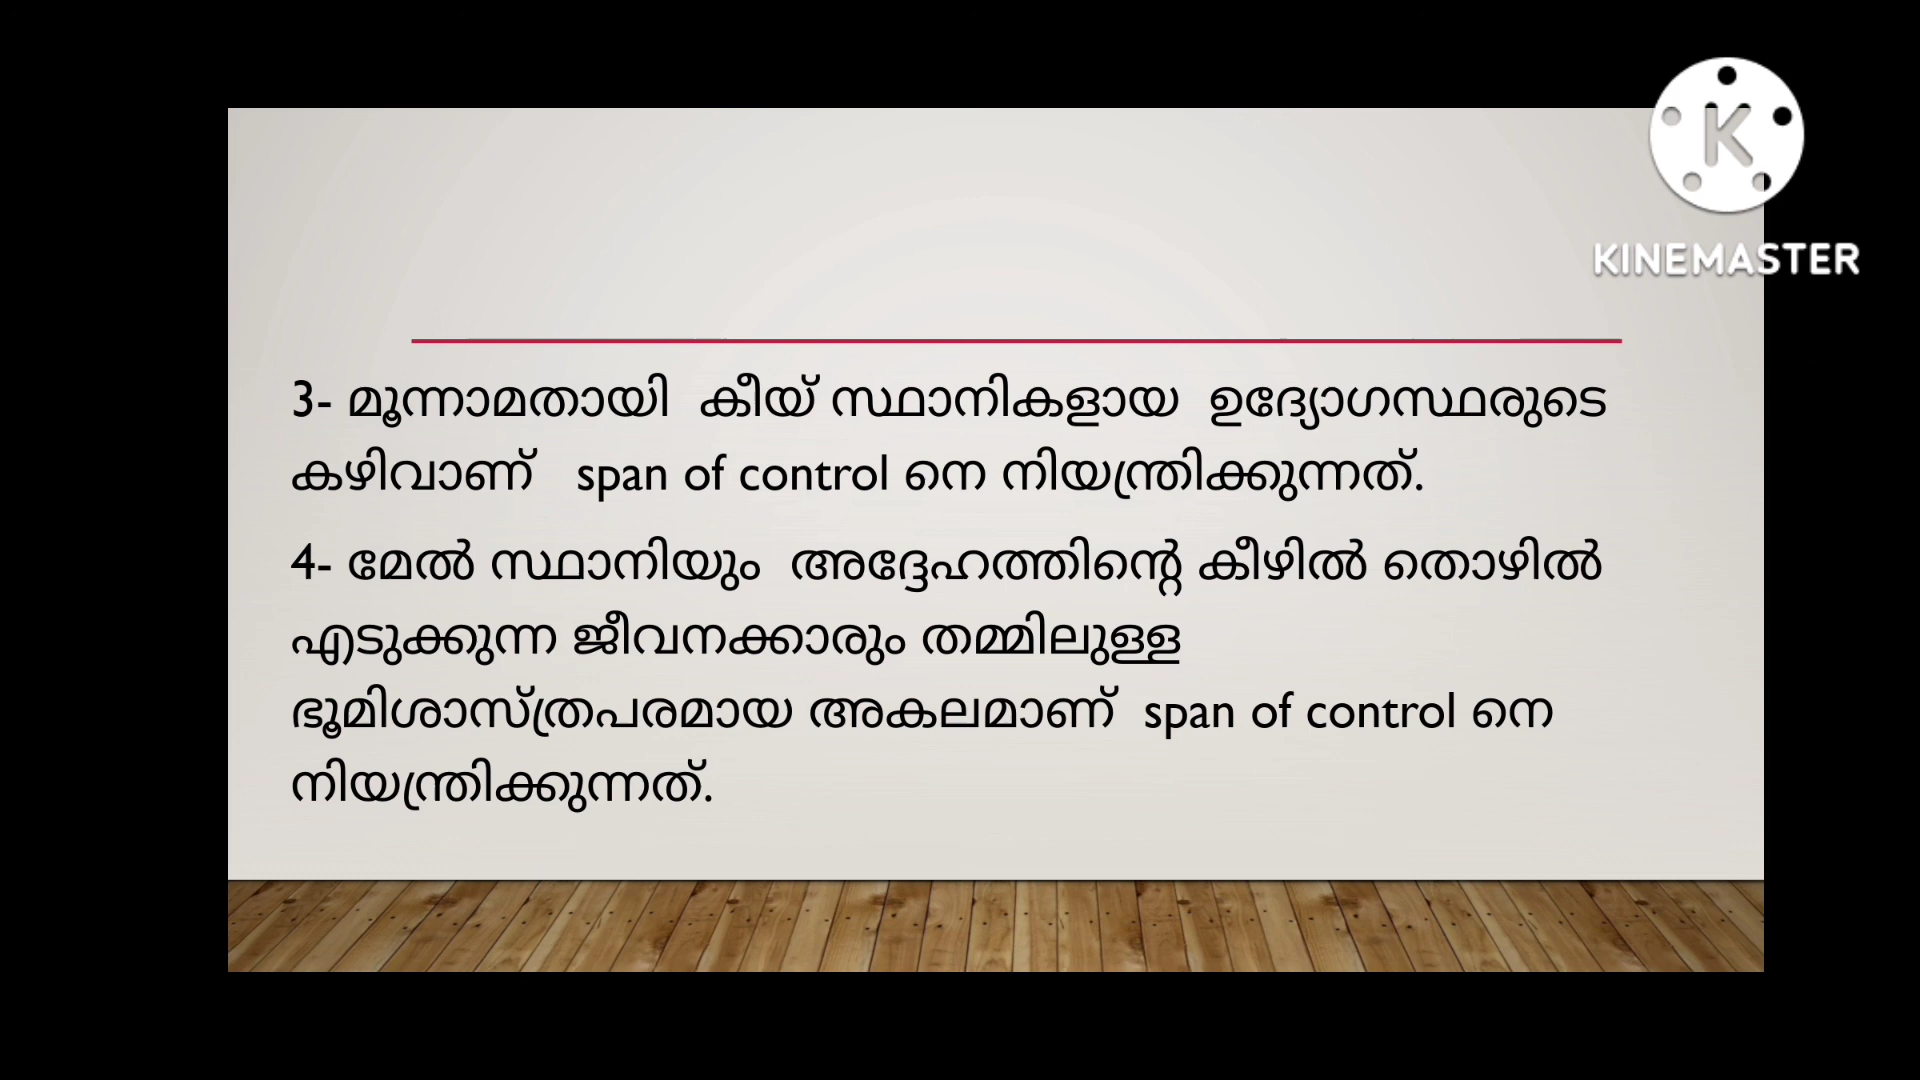 KINEMASTER
3- മൂന്നാമതായി കീയ് സ്ഥാനികളായ ഉദ്യോഗസ്ഥരുടെ
കഴിവാണ് span of control നെ നിയന്ത്രിക്കുന്നത്.
4- മേൽ സ്ഥാനിയും അദ്ദേഹത്തിന്റെ കീഴിൽ തൊഴിൽ
എടുക്കുന്ന ജീവനക്കാരും തമ്മിലുള്ള
ഭൂമിശാസ്ത്രപരമായ അകലമാണ് span of control നെ
നിയന്ത്രിക്കുന്നത്.